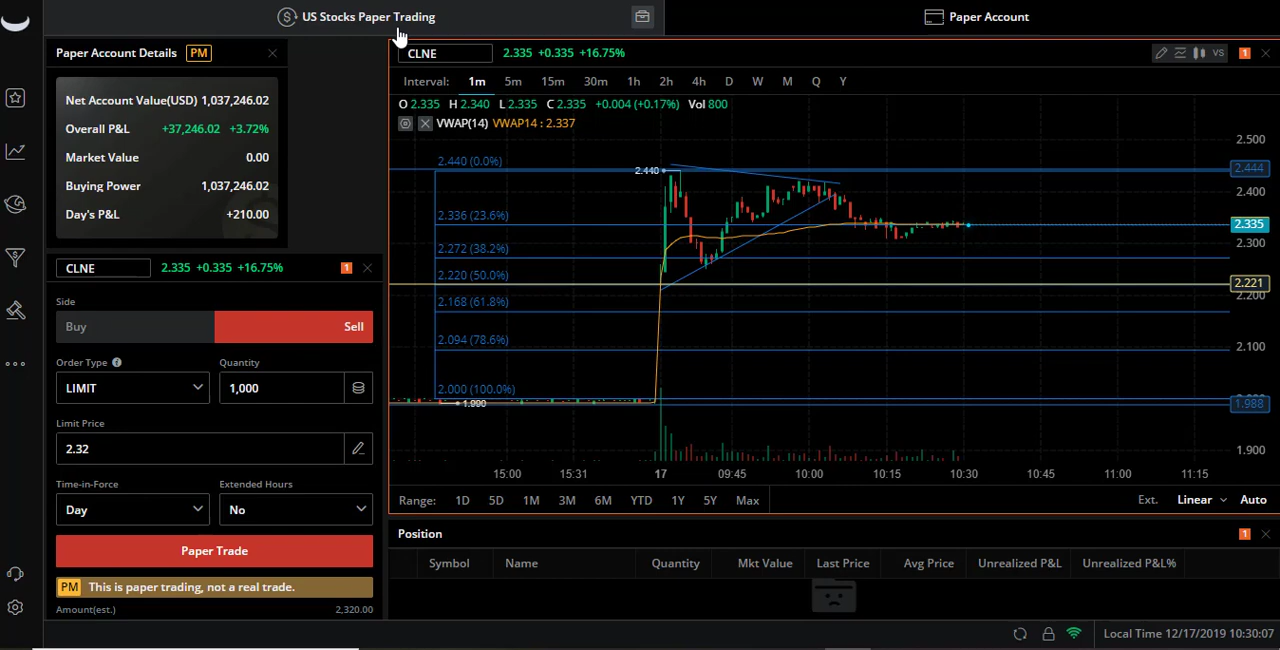 US Stocks Paper Trading
Paper Account
Paper Account Details PM
Net Account Value(USD) 1,037,246.02
Overall P&L +37,246.02 +3.72%
Market Value 0.00
Buying Power 1,037,246.02
Day's P&L +210.00
CLNE 2.335 +0.335 +16.75% 1
Side
Buy Sell
Order Type Quantity
LIMIT 1,000
Limit Price
2.32
Time-in-Force Extended Hours
Day No
Paper Trade
PM This is paper trading, not a real trade.
Amount(est.) 2,320.00
CLNE 2.335 +0.335 +16.75% VS 1
Interval: 1m 5m 15m 30m 1h 2h 4h D W M Q Y
O 2.335 H 2.340 L 2.335 C 2.335 +0.004 (+0.17%) Vol 800
VWAP(14) VWAP14 : 2.337
2.500
2.440 (0.0%)
2.440
2.444
2.400
2.336 (23.6%)
2.335
2.300
2.272 (38.2%)
2.220 (50.0%)
2.221
2.200
2.168 (61.8%)
2.094 (78.6%)
2.100
2.000 (100.0%)
1.990
1.988
1.900
15:00 15:31 17 09:45 10:00 10:15 10:30 10:45 11:00 11:15
Range: 1D 5D 1M 3M 6M YTD 1Y 5Y Max Ext. Linear Auto
Position 1
Symbol Name Quantity Mkt Value Last Price Avg Price Unrealized P&L Unrealized P&L%
Local Time 12/17/2019 10:30:07